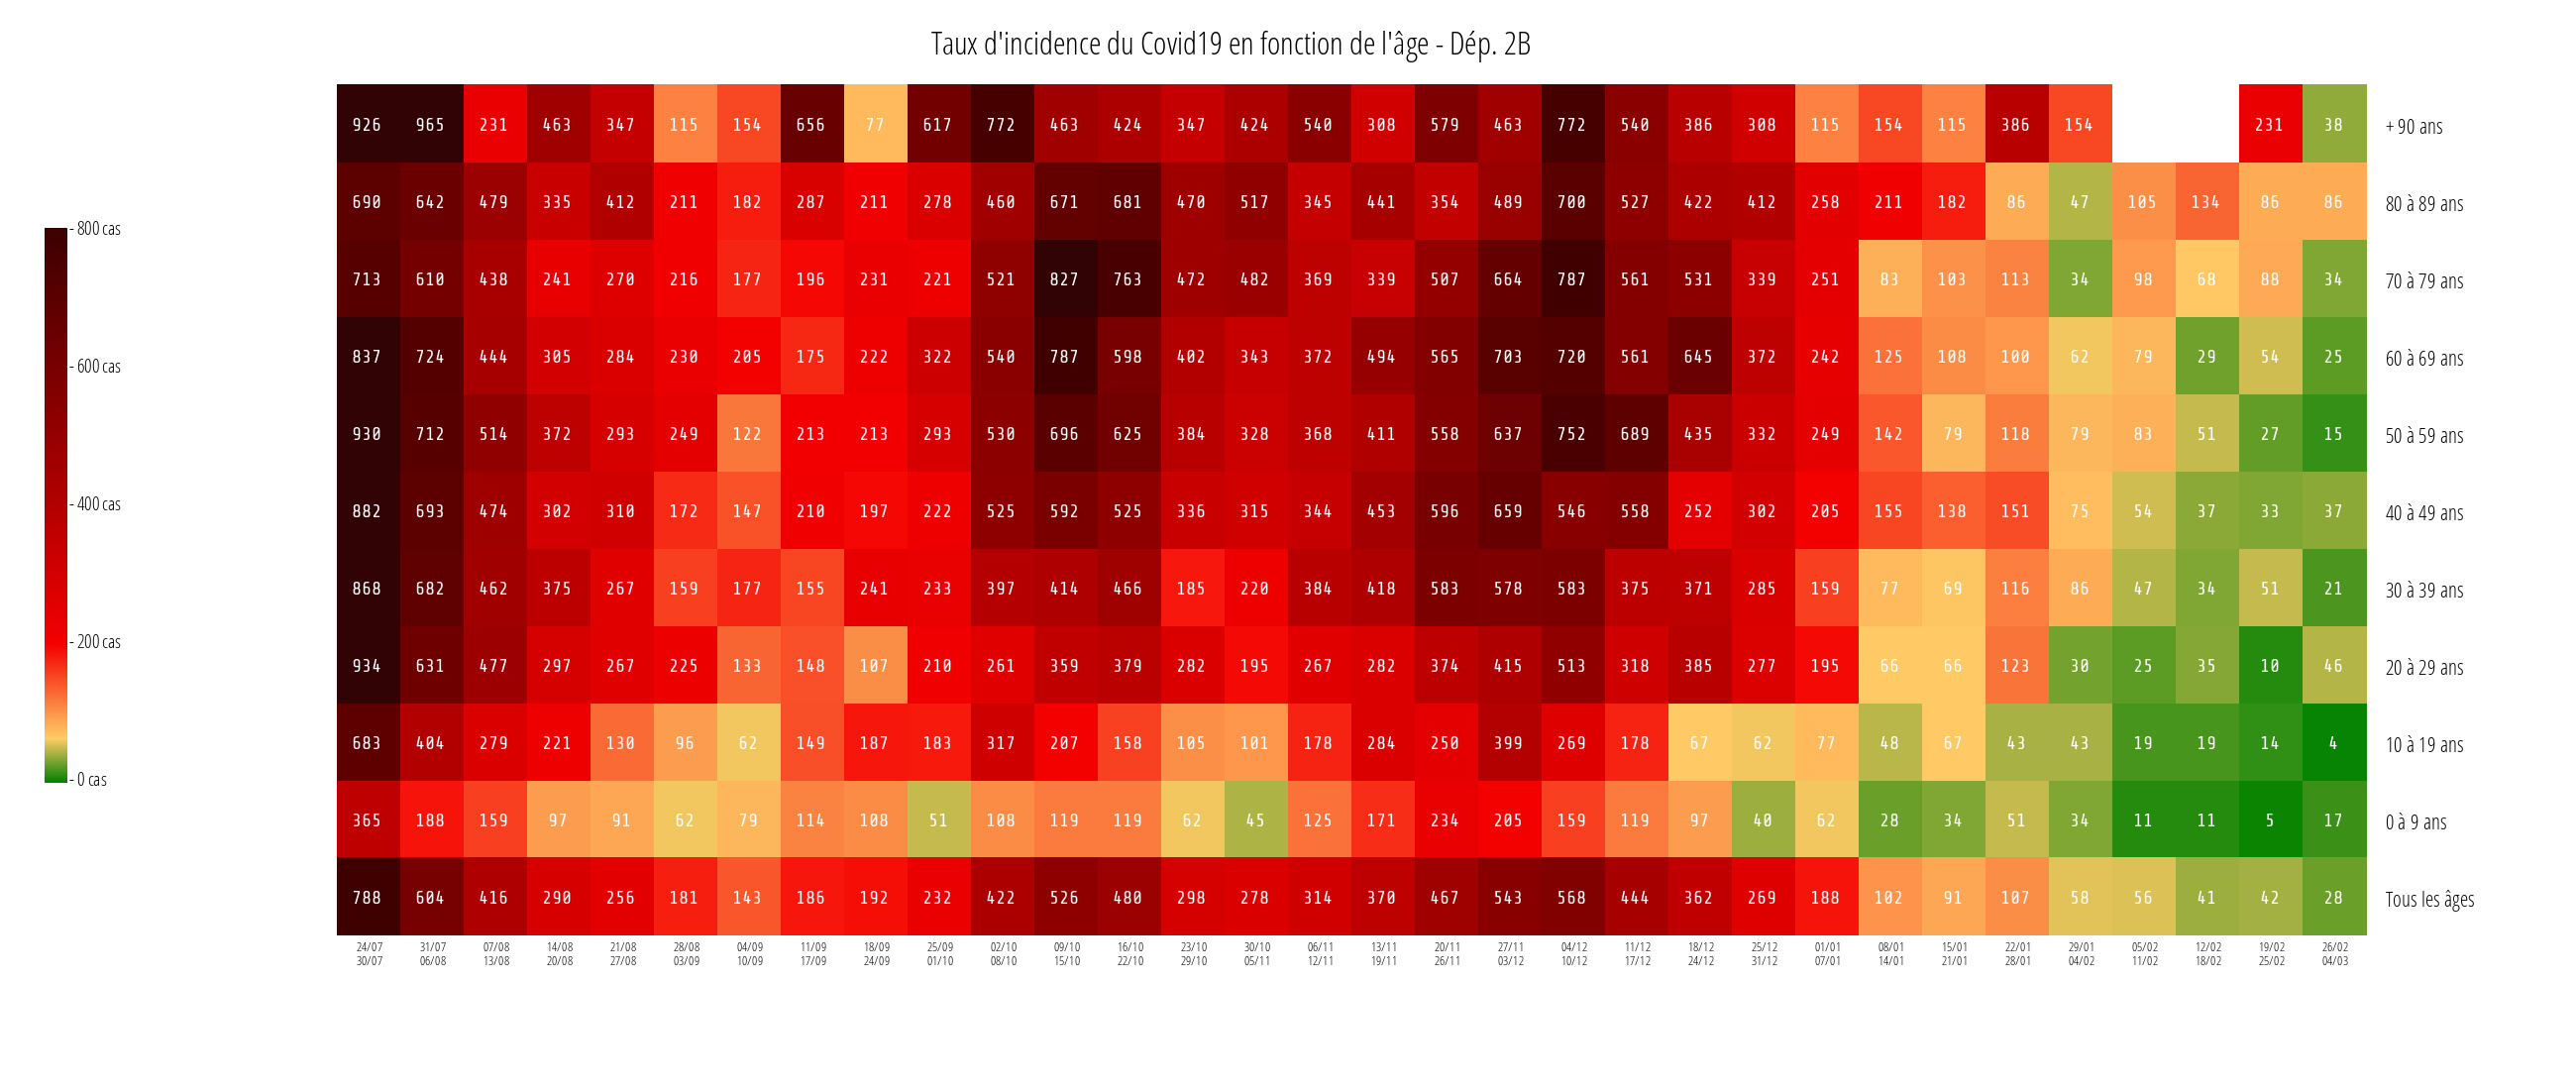 Taux d'incidence du Covid19 en fonction de l'âge - Dép. 2B
- 800 cas
- 600 cas
- 400 cas
- 200 cas
- 0 cas
926 965 231 463 347 115 154 656 77 617 772 463 424 347 424 540 308 579 463 772 540 386 308 115 154 115 386 154 231 38 + 90 ans
690 642 479 335 412 211 182 287 211 278 460 671 681 470 517 345 441 354 489 700 527 422 412 258 211 182 86 47 105 134 86 86 80 à 89 ans
713 610 438 241 270 216 177 196 231 221 521 827 763 472 482 369 339 507 664 787 561 531 339 251 83 103 113 34 98 68 88 34 70 à 79 ans
837 724 444 305 284 230 205 175 222 322 540 787 598 402 343 372 494 565 703 720 561 645 372 242 125 108 100 62 79 29 54 25 60 à 69 ans
930 712 514 372 293 249 122 213 213 293 530 696 625 384 328 368 411 558 637 752 689 435 332 249 142 79 118 79 83 51 27 15 50 à 59 ans
882 693 474 302 310 172 147 210 197 222 525 592 525 336 315 344 453 596 659 546 558 252 302 205 155 138 151 75 54 37 33 37 40 à 49 ans
868 682 462 375 267 159 177 155 241 233 397 414 466 185 220 384 418 583 578 583 375 371 285 159 77 69 116 86 47 34 51 21 30 à 39 ans
934 631 477 297 267 225 133 148 107 210 261 359 379 282 195 267 282 374 415 513 318 385 277 195 66 66 123 30 25 35 10 46 20 à 29 ans
683 404 279 221 130 96 62 149 187 183 317 207 158 105 101 178 284 250 399 269 178 67 62 77 48 67 43 43 19 19 14 4 10 à 19 ans
365 188 159 97 91 62 79 114 108 51 108 119 119 62 45 125 171 234 205 159 119 97 40 62 28 34 51 34 11 11 5 17 0 à 9 ans
788 604 416 290 256 181 143 186 192 232 422 526 480 298 278 314 370 467 543 568 444 362 269 188 102 91 107 58 56 41 42 28 Tous les âges
24/07 31/07 07/08 14/08 21/08 28/08 04/09 11/09 18/09 25/09 02/10 09/10 16/10 23/10 30/10 06/11 13/11 20/11 27/11 04/12 11/12 18/12 25/12 01/01 08/01 15/01 22/01 29/01 05/02 12/02 19/02 26/02
30/07 06/08 13/08 20/08 27/08 03/09 10/09 17/09 24/09 01/10 08/10 15/10 22/10 29/10 05/11 12/11 19/11 26/11 03/12 10/12 17/12 24/12 31/12 07/01 14/01 21/01 28/01 04/02 11/02 18/02 25/02 04/03